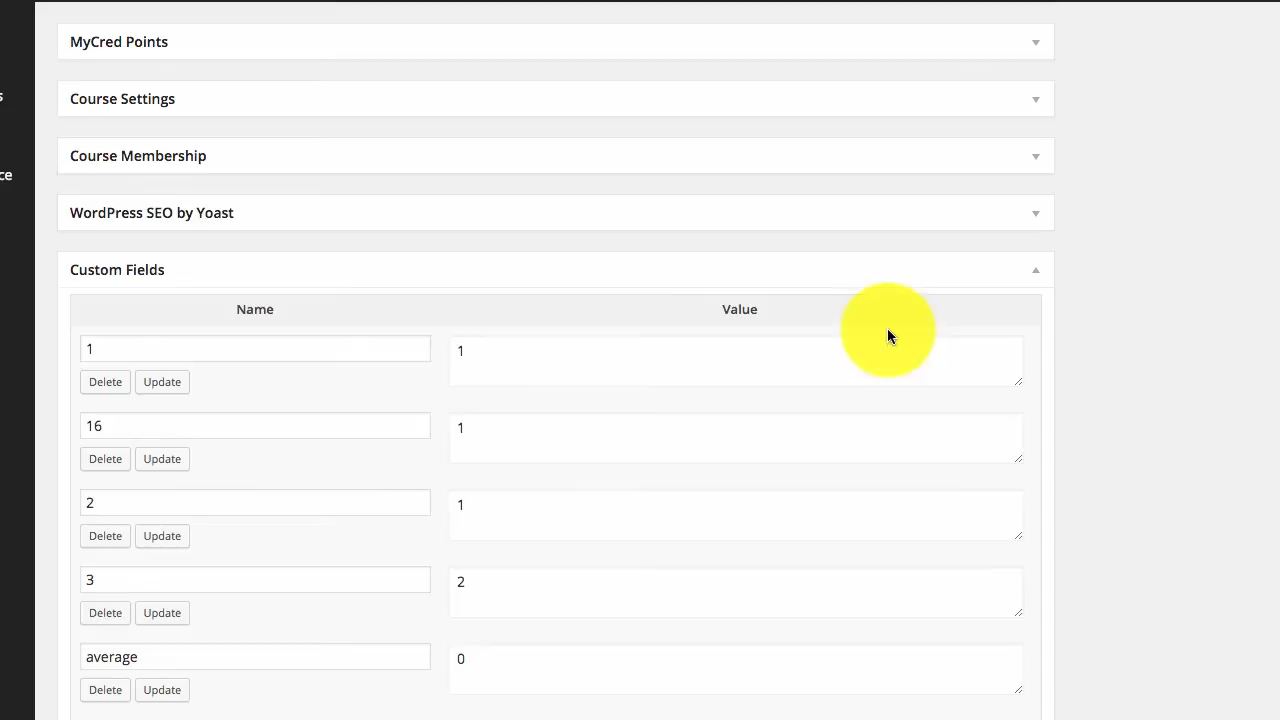 MyCred Points
s
Course Settings
Course Membership
ce
WordPress SEO by Yoast
Custom Fields
Name Value
1 1
Delete Update
16 1
Delete Update
2 1
Delete Update
3 2
Delete Update
average 0
Delete Update